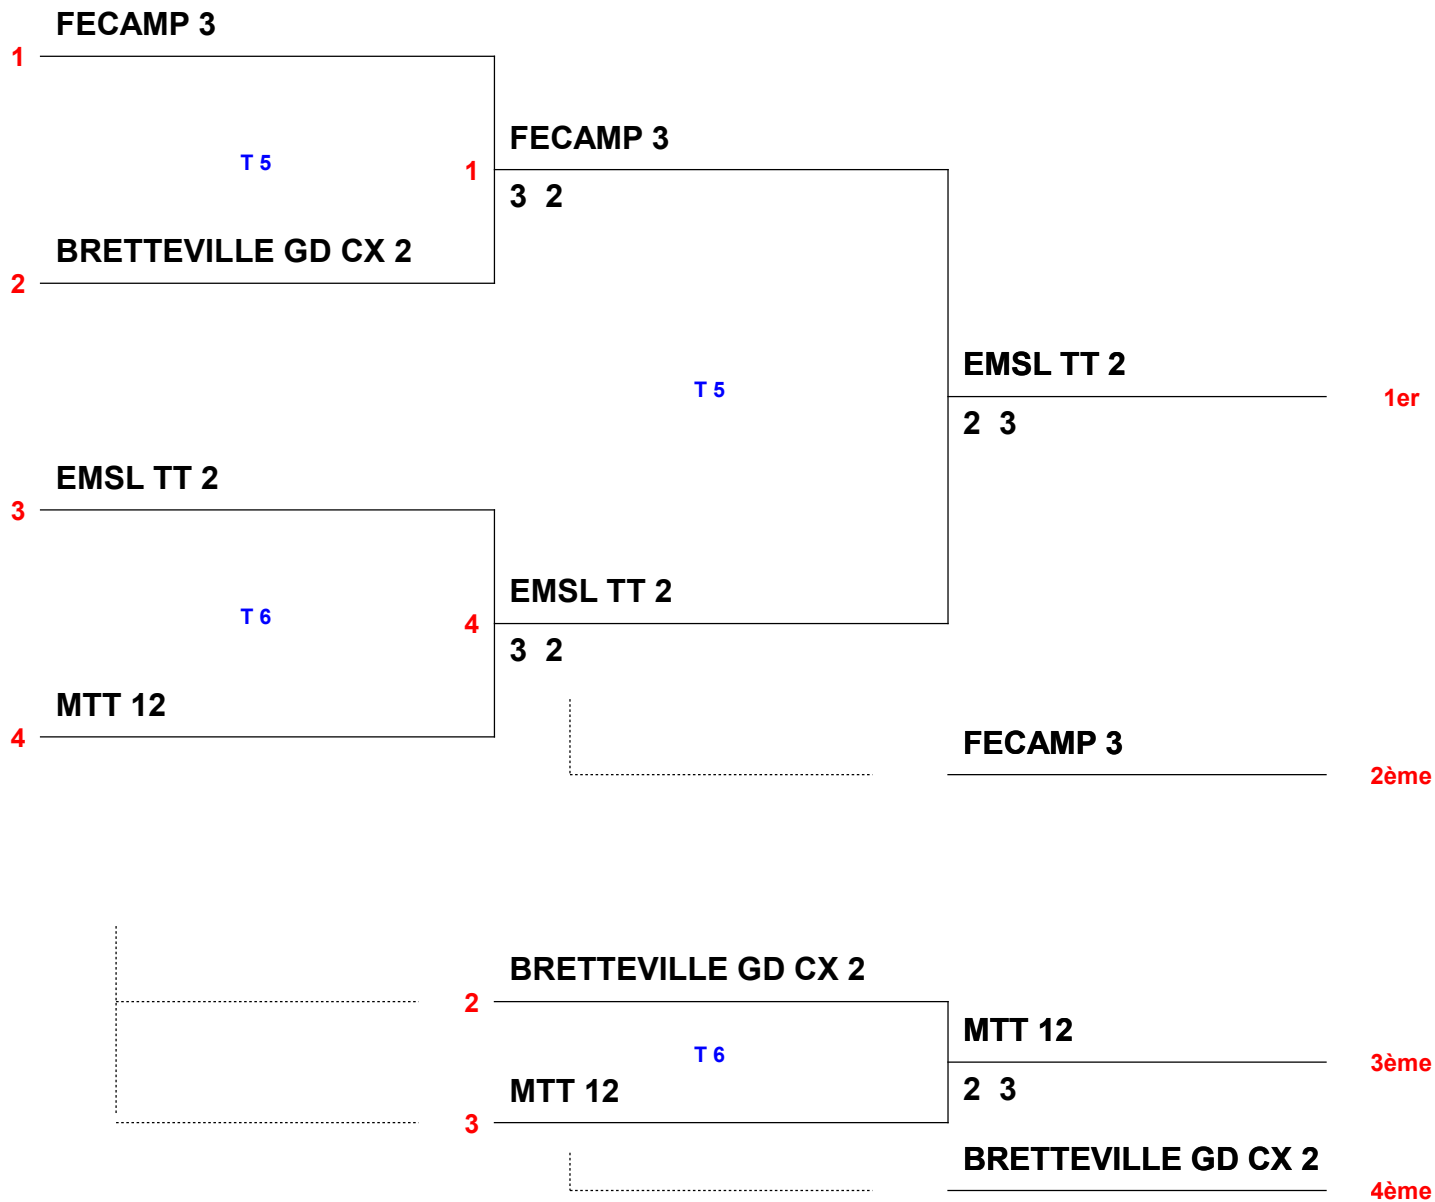 FECAMP 3
1
FECAMP 3
T 5
1
3 2
BRETTEVILLE GD CX 2
2
EMSL TT 2
T 5
1er
2 3
EMSL TT 2
3
EMSL TT 2
T 6
4
3 2
MTT 12
4
FECAMP 3
2ème
BRETTEVILLE GD CX 2
2
MTT 12
T 6
3ème
MTT 12
2 3
3
BRETTEVILLE GD CX 2
4ème